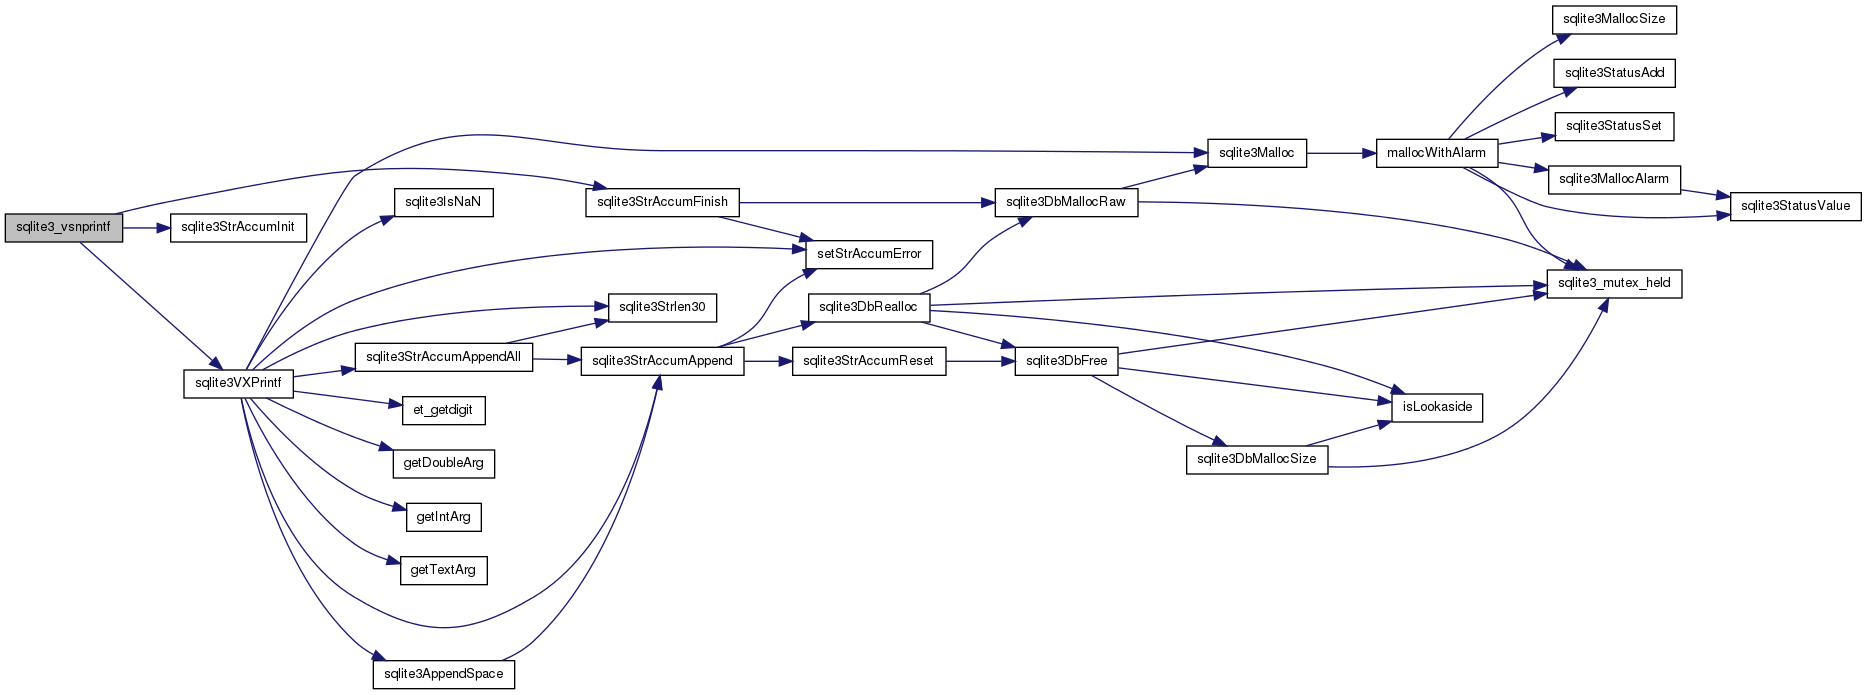 sqlite3_vsnprintf
sqlite3StrAccumInit
sqlite3VXPrintf
sqlite3IsNaN
sqlite3StrAccumAppendAll
et_getdigit
getDoubleArg
getIntArg
getTextArg
sqlite3AppendSpace
sqlite3StrAccumFinish
sqlite3Strlen30
sqlite3StrAccumAppend
setStrAccumError
sqlite3DbRealloc
sqlite3StrAccumReset
sqlite3DbMallocRaw
sqlite3DbFree
sqlite3Malloc
sqlite3DbMallocSize
mallocWithAlarm
isLookaside
sqlite3MallocSize
sqlite3StatusAdd
sqlite3StatusSet
sqlite3MallocAlarm
sqlite3_mutex_held
sqlite3StatusValue